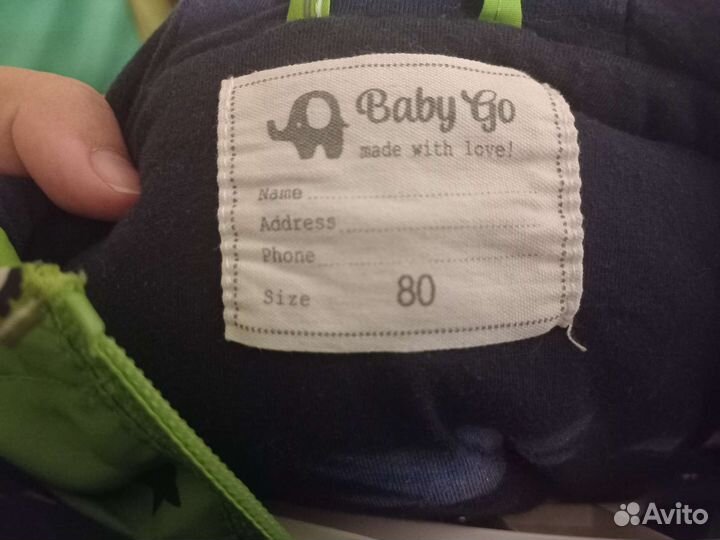 Baby Go
made with love!
Name
Address
Phone
Size 80
Avito